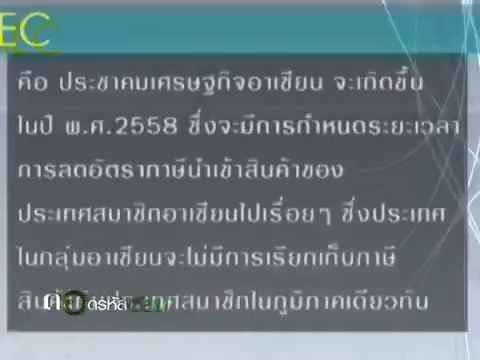 EC
คือ ประชาคมเศรษฐกิจอาเซียน จะเกิดขึ้น
ในปี พ.ศ.2558 ซึ่งจะมีการกำหนดระยะเวลา
การลดอัตราภาษีนำเข้าสินค้าของ
ประเทศสมาชิกอาเซียนไปเรื่อยๆ ซึ่งประเทศ
ในกลุ่มอาเซียนจะไม่มีการเรียกเก็บภาษี
ประเทศสมาชิกในภูมิภาคเดียวกัน